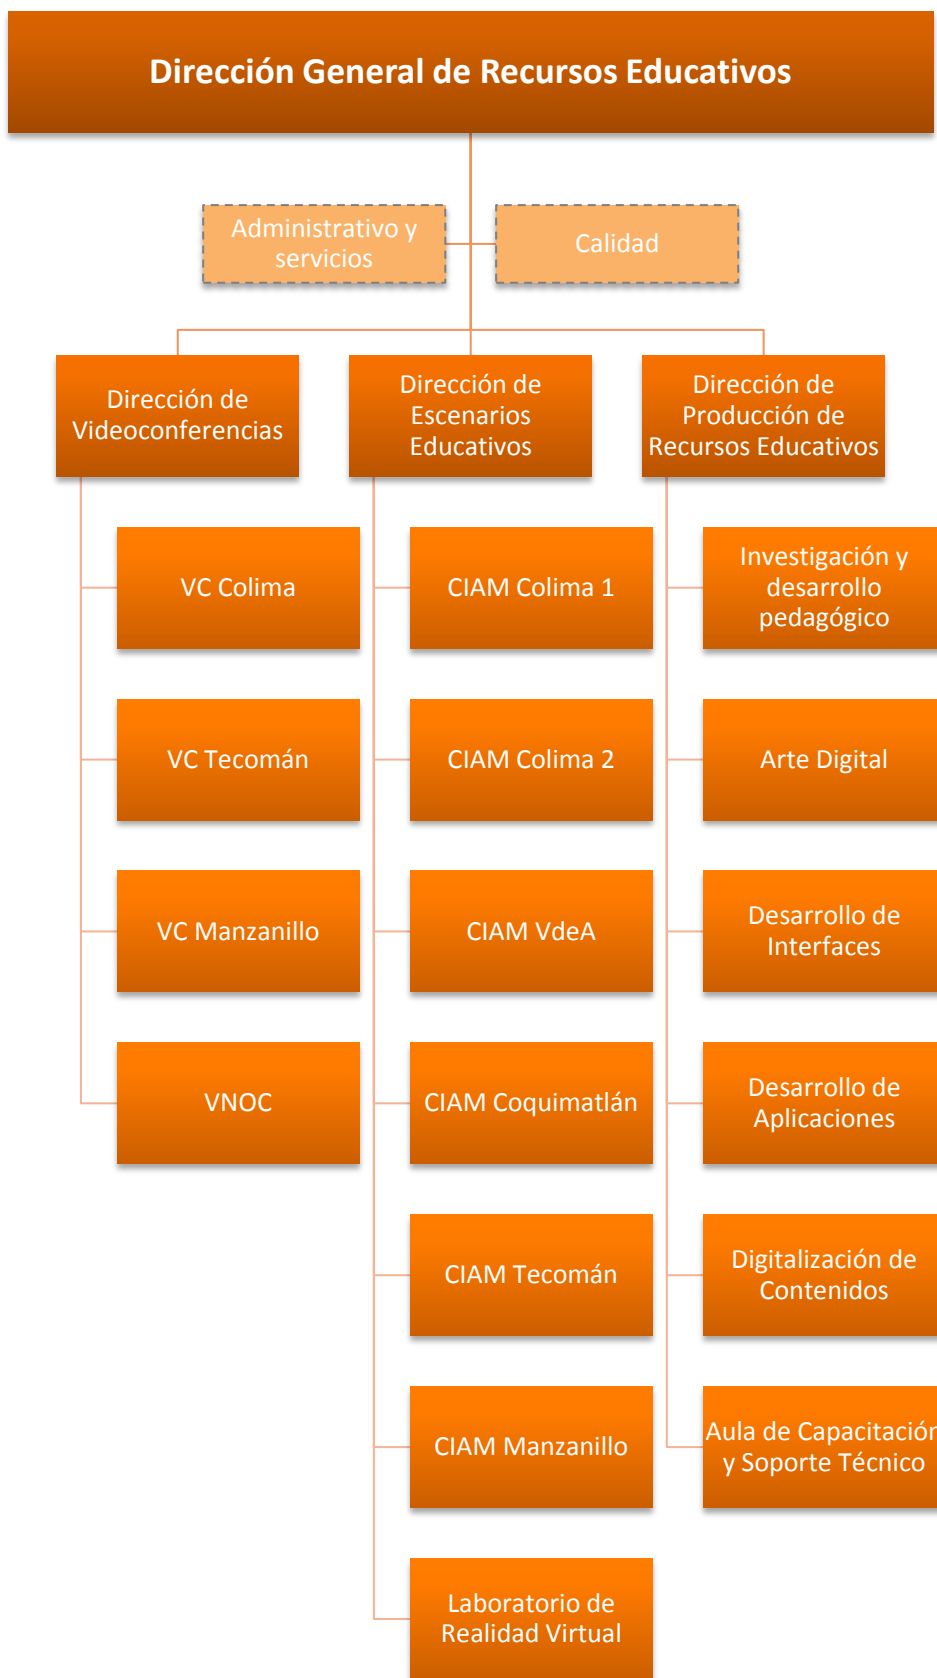 Dirección General de Recursos Educativos
Administrativo y
servicios
Calidad
Dirección de
Videoconferencias
Dirección de
Escenarios
Educativos
Dirección de
Producción de
Recursos Educativos
VC Colima
CIAM Colima 1
Investigación y
desarrollo
pedagógico
VC Tecomán
CIAM Colima 2
Arte Digital
VC Manzanillo
CIAM VdeA
Desarrollo de
Interfaces
VNOC
CIAM Coquimatlán
Desarrollo de
Aplicaciones
CIAM Tecomán
Digitalización de
Contenidos
CIAM Manzanillo
Aula de Capacitación
y Soporte Técnico
Laboratorio de
Realidad Virtual